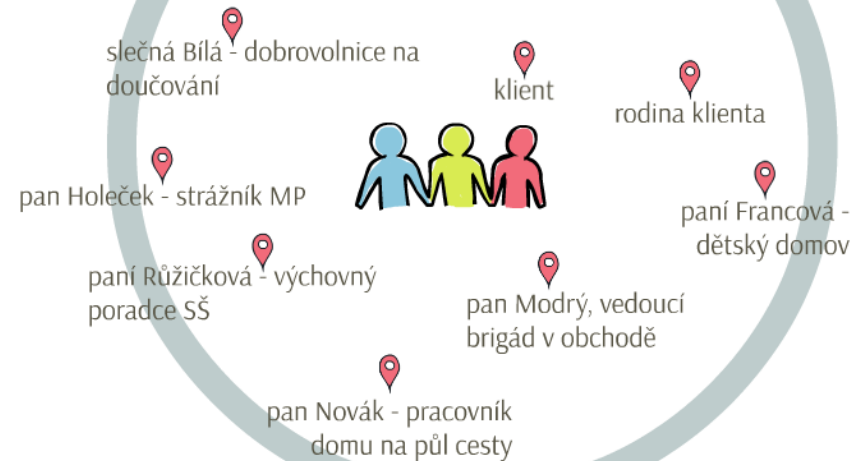 slečná Bílá - dobrovolnice na
doučování
klient
rodina klienta
pan Holeček - strážník MP
paní Francová -
dětský domov
paní Růžičková - výchovný
poradce SŠ
pan Modrý, vedoucí
brigád v obchodě
pan Novák - pracovník
domu na půl cesty